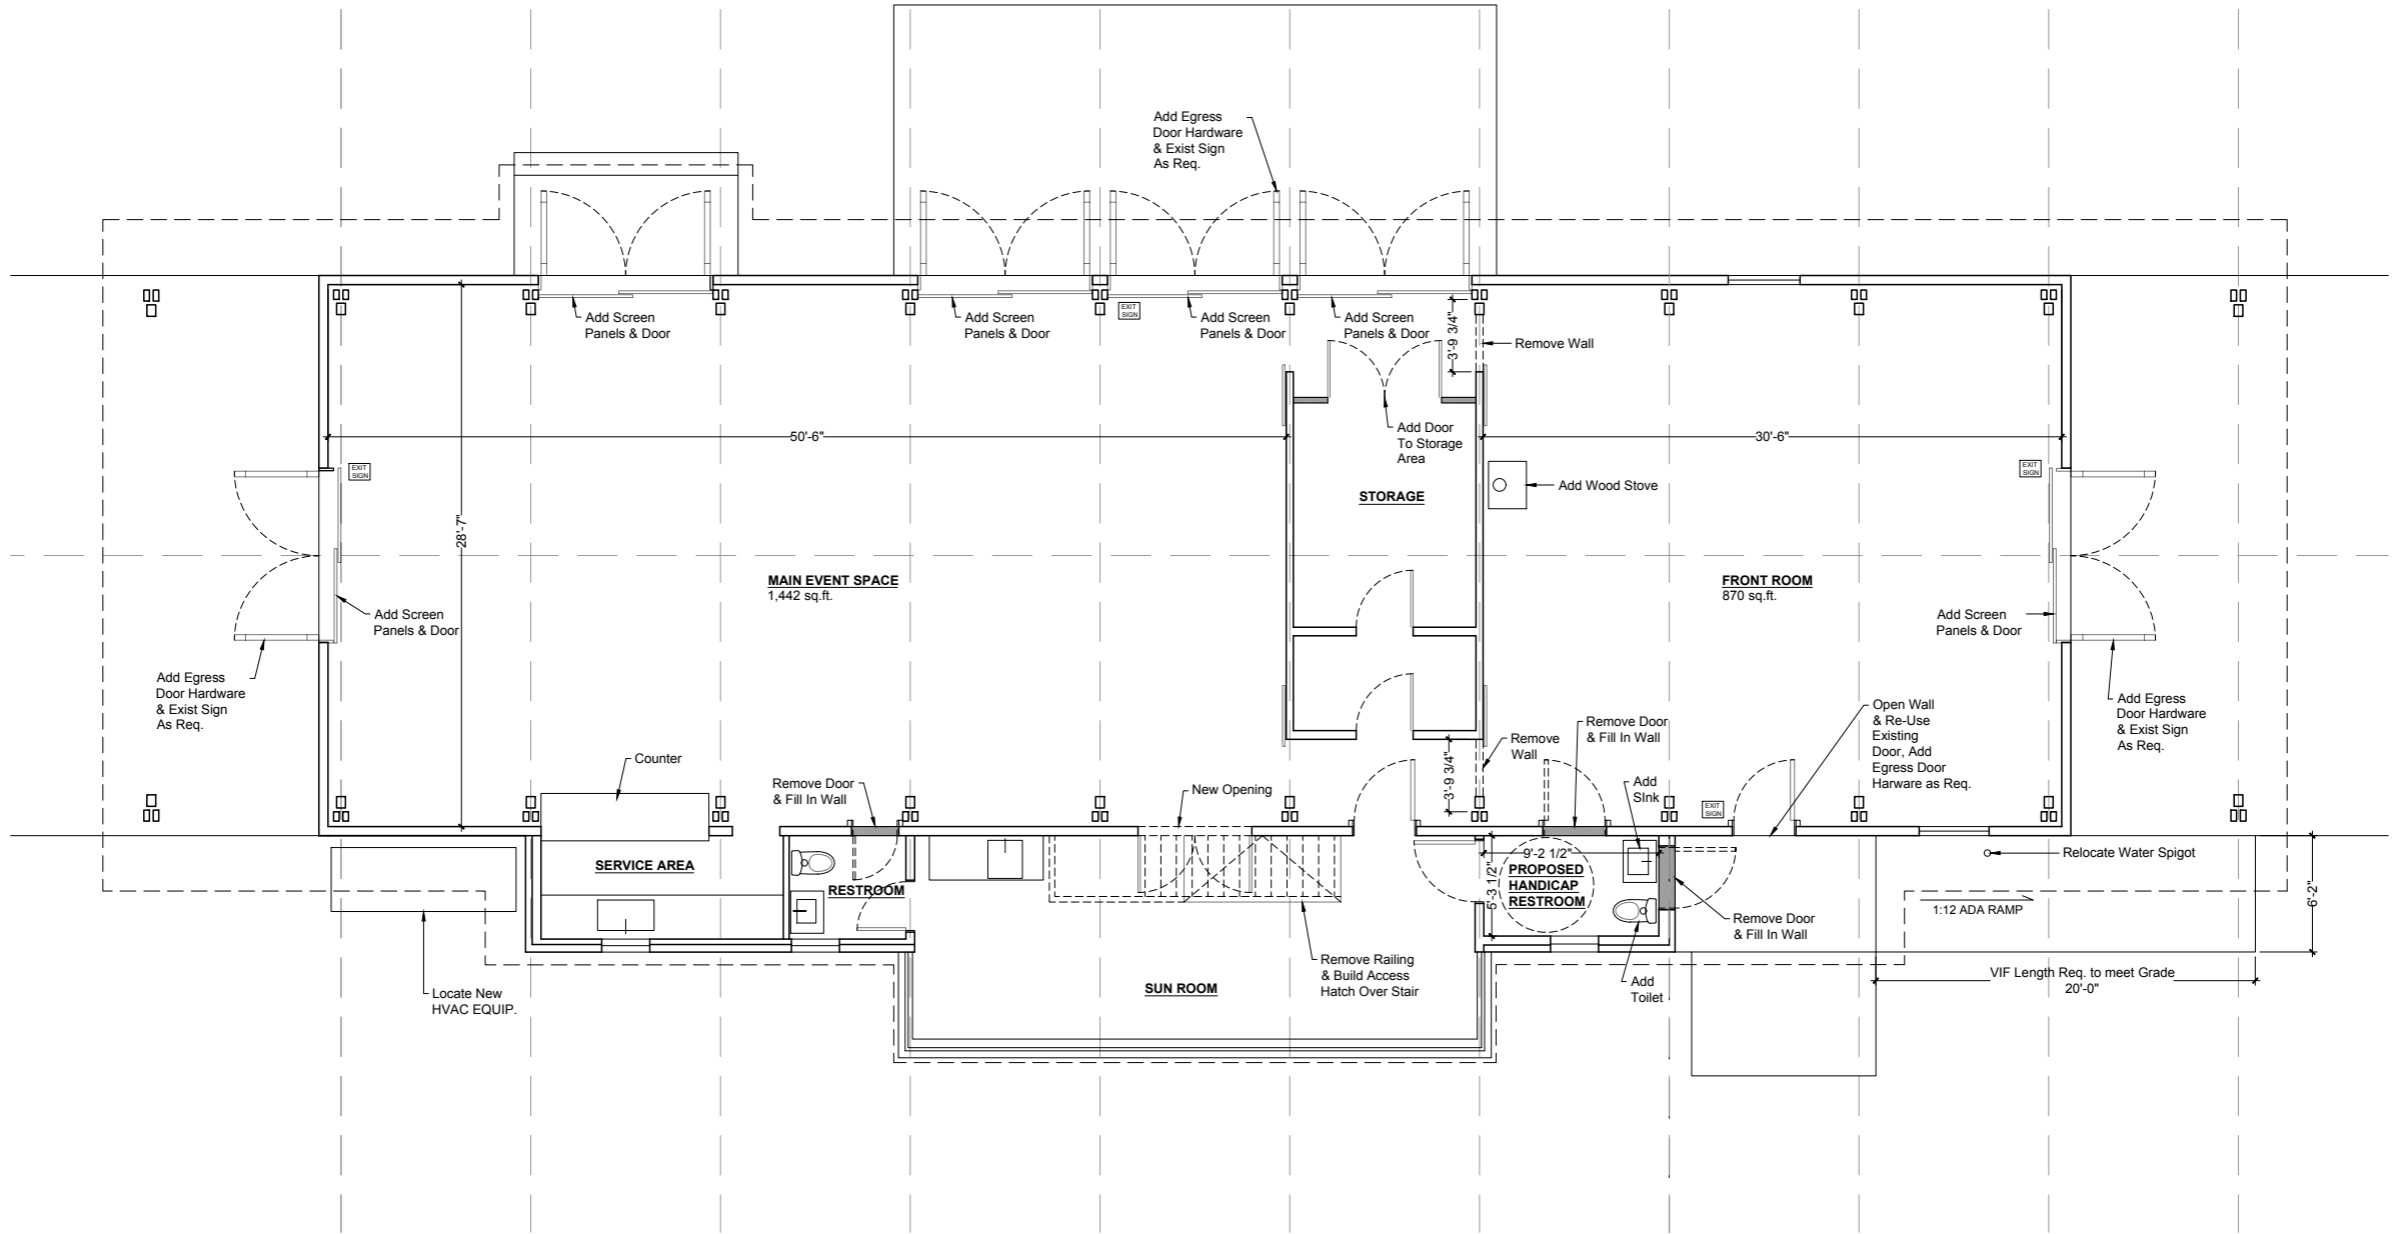 Add Egress
Door Hardware
& Exist Sign
As Req.
Add Screen
Panels & Door
Add Screen
Panels & Door
EXIT
SIGN
Add Screen
Panels & Door
Add Screen
Panels & Door
3'-9 3/4"
Remove Wall
50'-6"
Add Door
To Storage
Area
30'-6"
EXIT
SIGN
EXIT
SIGN
STORAGE
Add Wood Stove
28'-7"
MAIN EVENT SPACE
1,442 sq.ft.
FRONT ROOM
870 sq.ft.
Add Screen
Panels & Door
Add Screen
Panels & Door
Add Egress
Door Hardware
& Exist Sign
As Req.
Add Egress
Door Hardware
& Exist Sign
As Req.
Open Wall
& Re-Use
Existing
Door, Add
Egress Door
Harware as Req.
Remove Door
& Fill In Wall
Remove
Wall
3'-9 3/4"
Counter
Remove Door
& Fill In Wall
New Opening
Add
SInk
EXIT
SIGN
SERVICE AREA
RESTROOM
9'-2 1/2"
5'-3 1/2"
PROPOSED
HANDICAP
RESTROOM
Relocate Water Spigot
1:12 ADA RAMP
6'-2"
Remove Door
& Fill In Wall
Remove Railing
& Build Access
Hatch Over Stair
SUN ROOM
Add
Toilet
VIF Length Req. to meet Grade
20'-0"
Locate New
HVAC EQUIP.